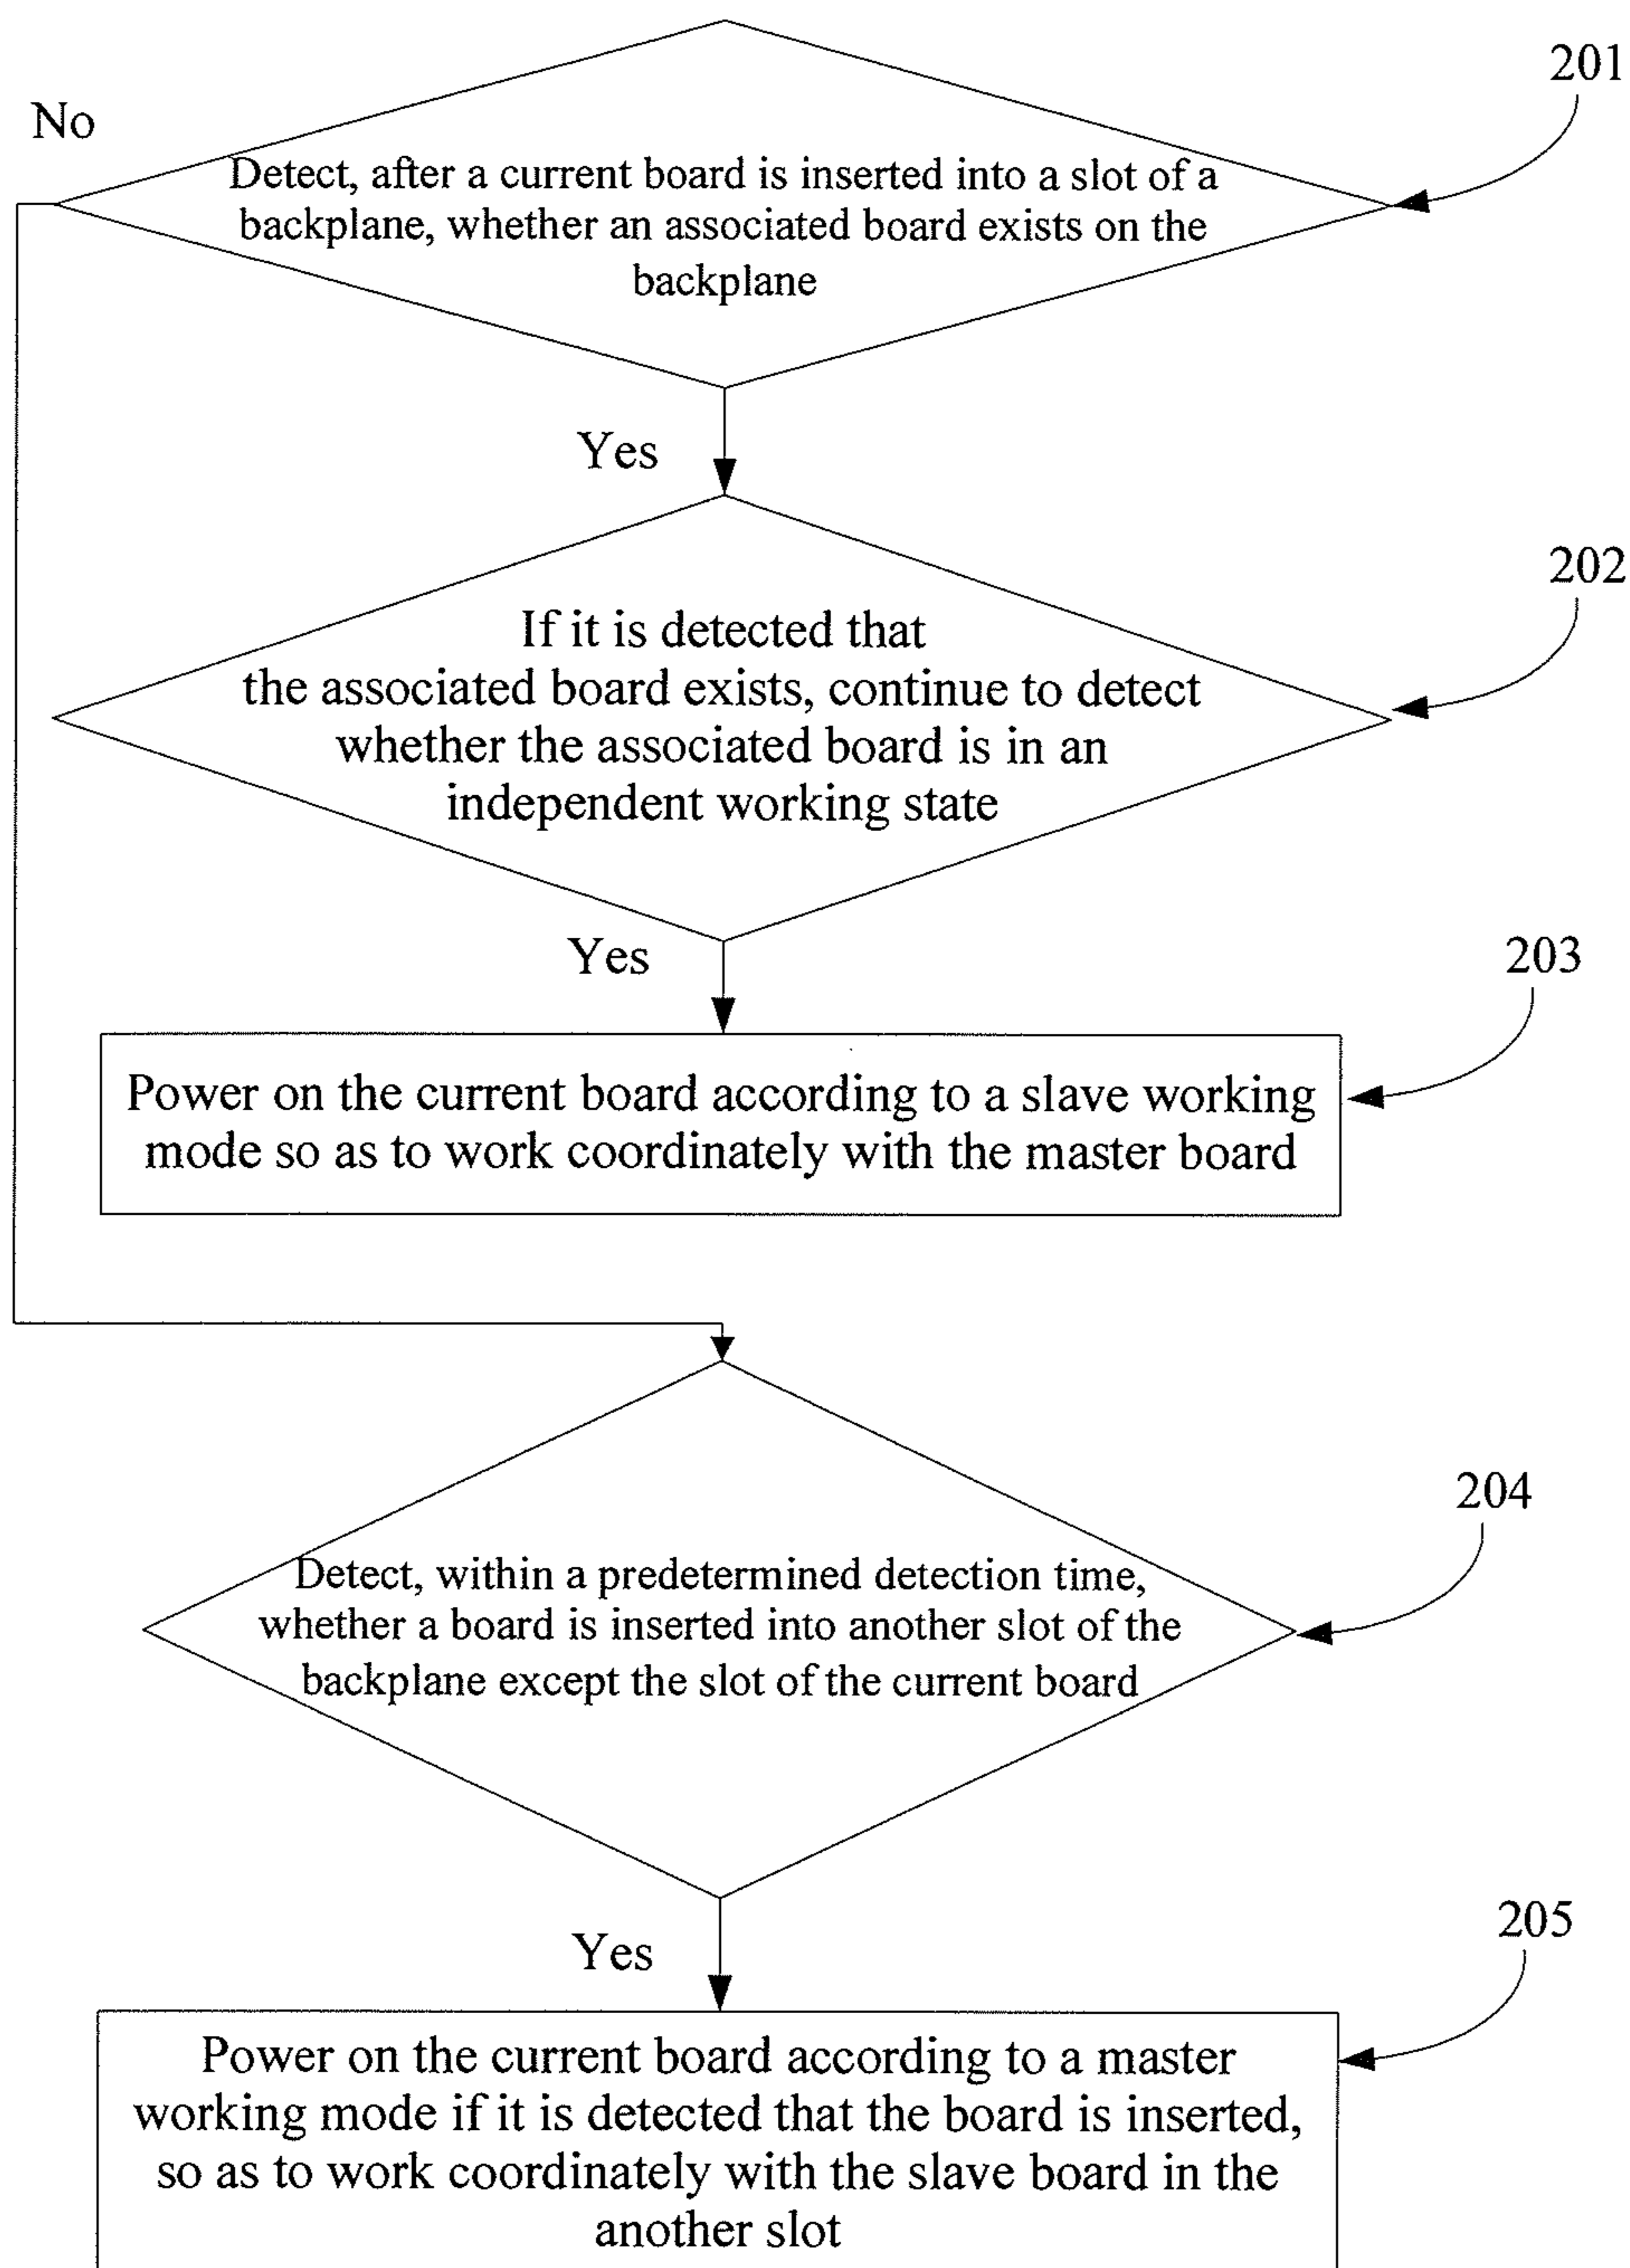 201
No
Detect, after a current board is inserted into a slot of a
backplane, whether an associated board exists on the
backplane
Yes
202
If it is detected that
the associated board exists, continue to detect
whether the associated board is in an
independent working state
Yes
203
Power on the current board according to a slave working
mode so as to work coordinately with the master board
204
Detect, within a predetermined detection time,
whether a board is inserted into another slot of the
backplane except the slot of the current board
Yes
205
Power on the current board according to a master
working mode if it is detected that the board is inserted,
so as to work coordinately with the slave board in the
another slot